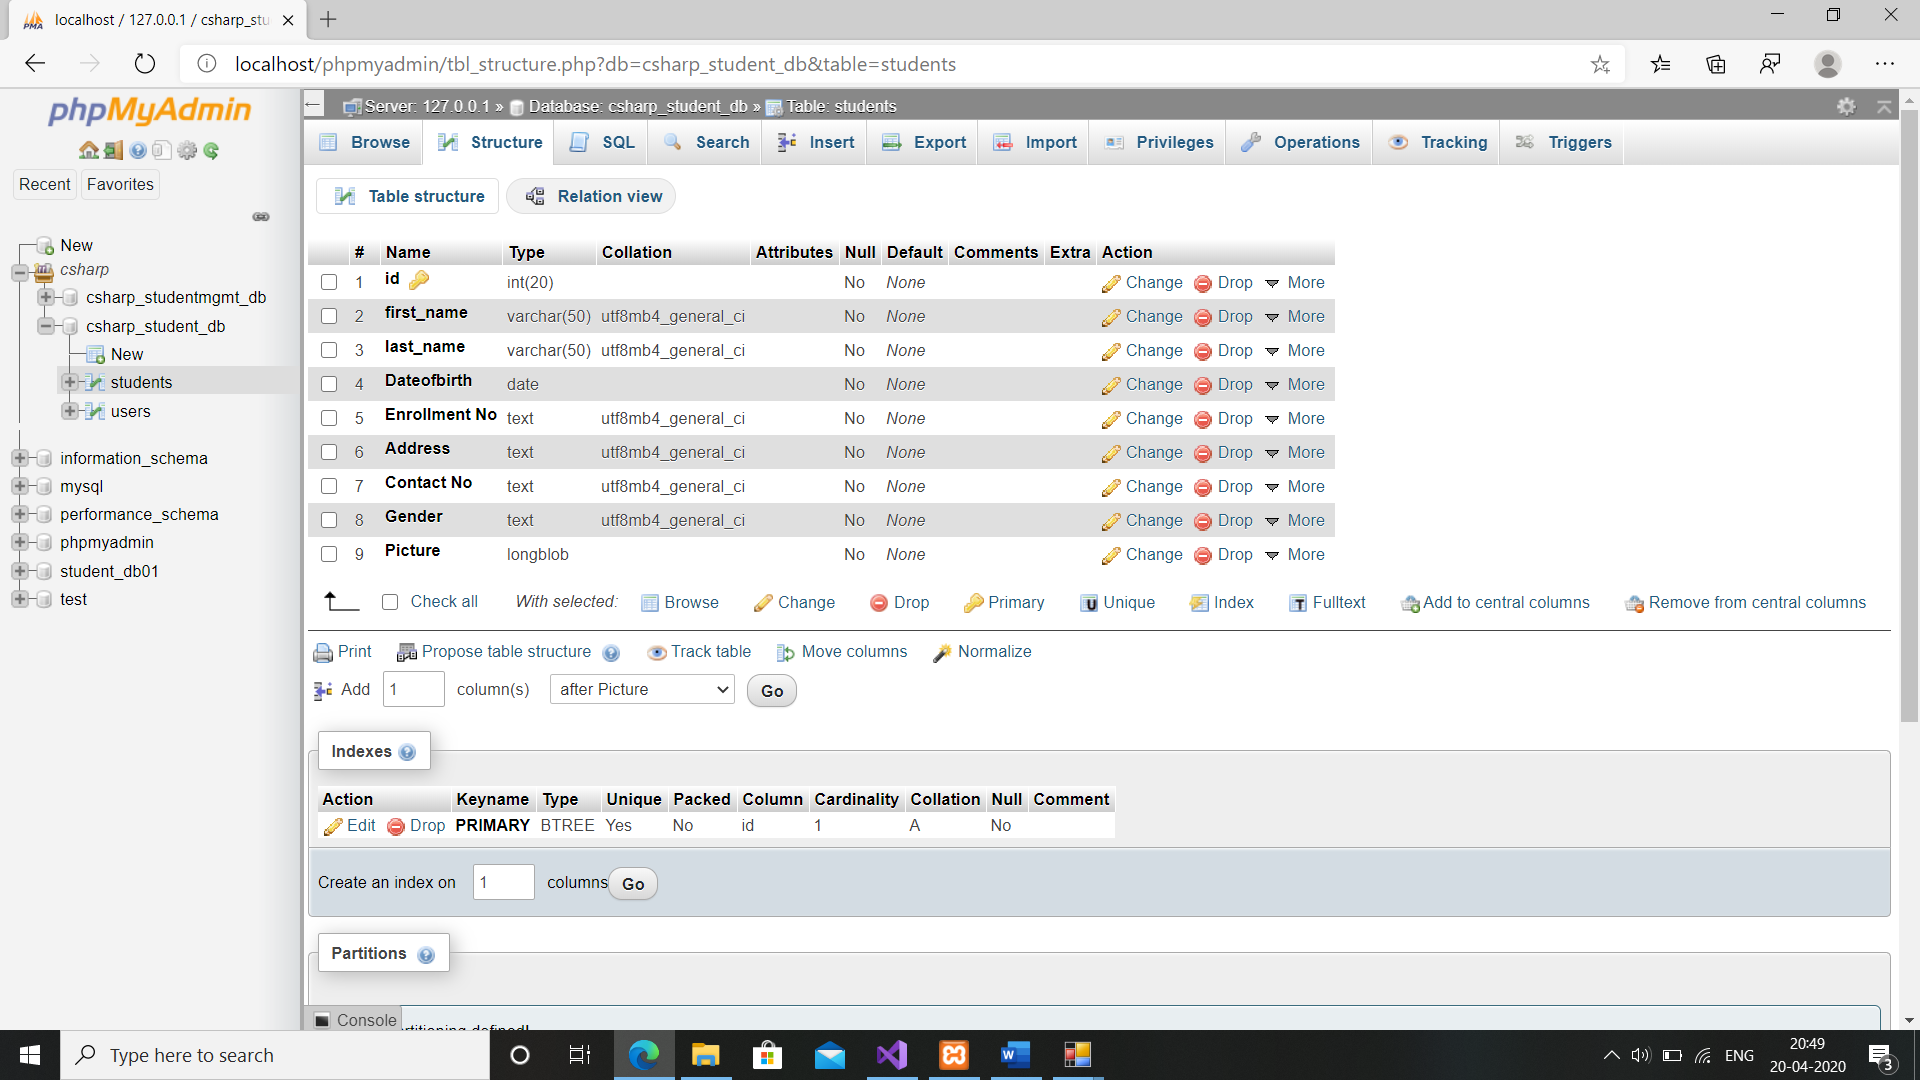 localhost / 127.0.0.1 / csharp_stu
localhost/phpmyadmin/tbl_structure.php?db=csharp_student_db&table=students
phpMyAdmin
Recent Favorites
New
csharp
csharp_studentmgmt_db
csharp_student_db
New
students
users
information_schema
mysql
performance_schema
phpmyadmin
student_db01
test
Server: 127.0.0.1 » Database: csharp_student_db » Table: students
Browse Structure SQL Search Insert Export Import Privileges Operations Tracking Triggers
Table structure Relation view
# Name Type Collation Attributes Null Default Comments Extra Action
1 id int(20) No None Change Drop More
2 first_name varchar(50) utf8mb4_general_ci No None Change Drop More
3 last_name varchar(50) utf8mb4_general_ci No None Change Drop More
4 Dateofbirth date No None Change Drop More
5 Enrollment No text utf8mb4_general_ci No None Change Drop More
6 Address text utf8mb4_general_ci No None Change Drop More
7 Contact No text utf8mb4_general_ci No None Change Drop More
8 Gender text utf8mb4_general_ci No None Change Drop More
9 Picture longblob No None Change Drop More
Check all With selected: Browse Change Drop Primary Unique Index Fulltext Add to central columns Remove from central columns
Print Propose table structure Track table Move columns Normalize
Add 1 column(s) after Picture Go
Indexes
Action Keyname Type Unique Packed Column Cardinality Collation Null Comment
Edit Drop PRIMARY BTREE Yes No id 1 A No
Create an index on 1 columns Go
Partitions
Console
Type here to search
ENG
20:49
20-04-2020
3